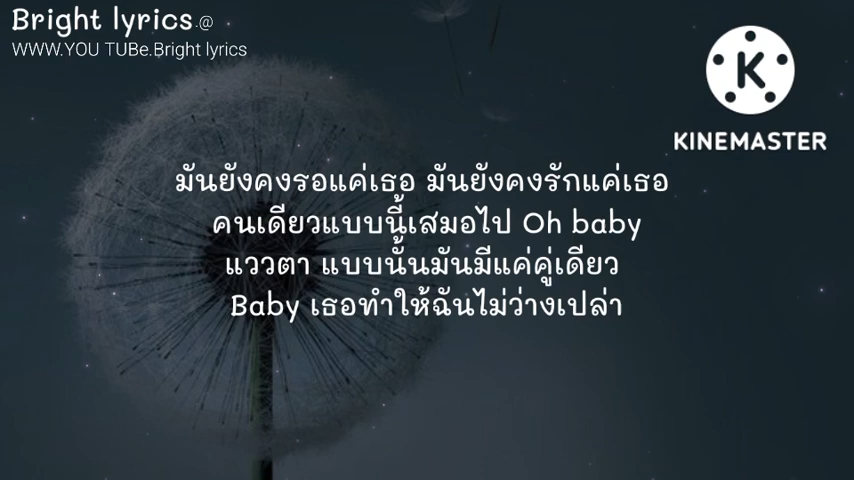 Bright lyrics.@
WWW.YOU TUBe.Bright lyrics
KINEMASTER
มันยังคงรอแค่เธอ มันยังคงรักแค่เธอ
คนเดียวแบบนี้เสมอไป Oh baby
แววตา แบบนั้นมันมีแค่คู่เดียว
Baby เธอทำให้ฉันไม่ว่างเปล่า